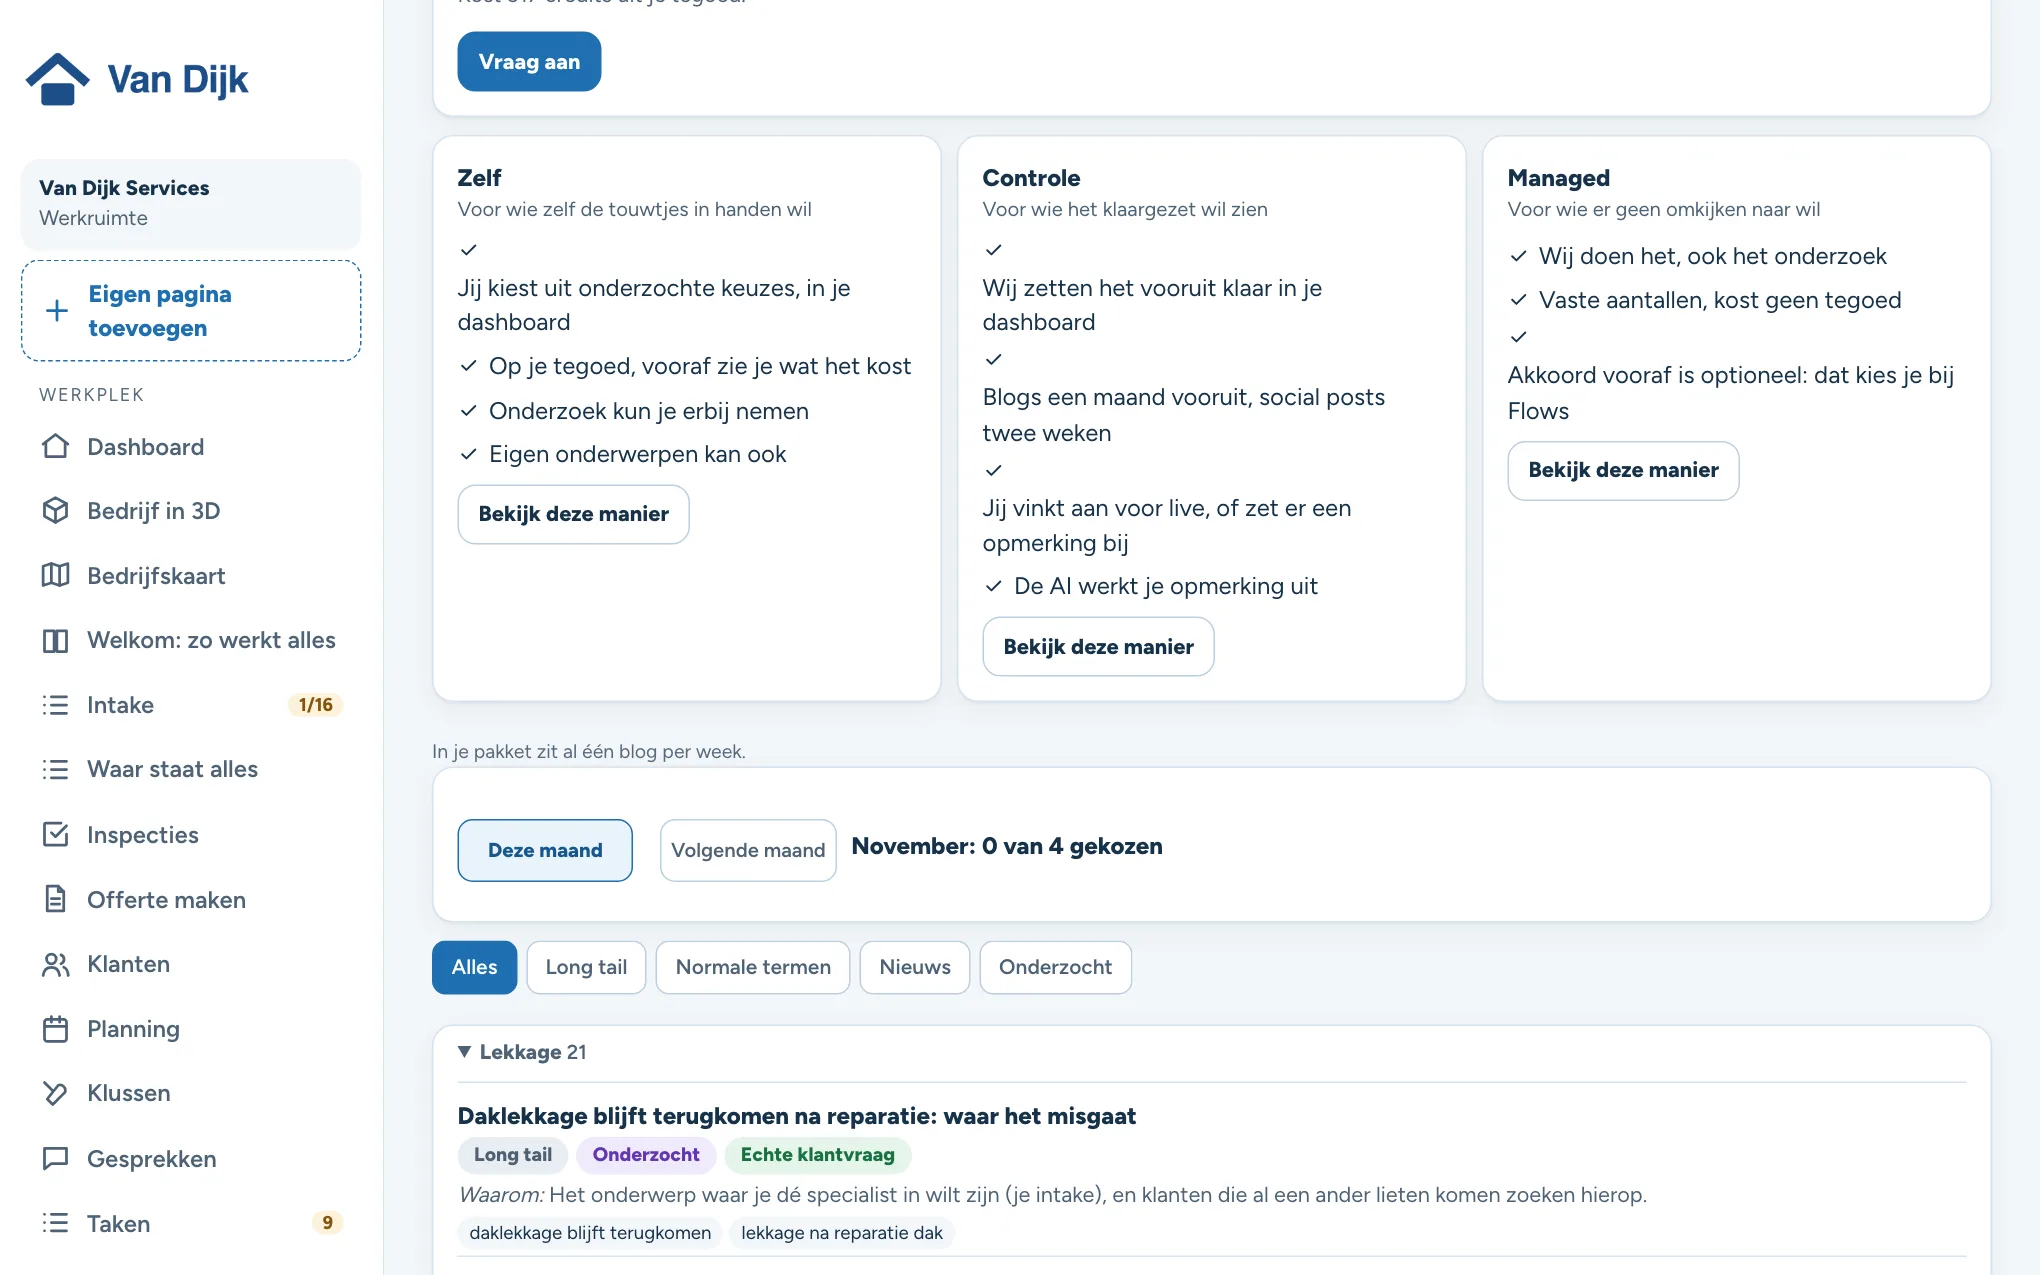 Van Dijk
Van Dijk Services
Werkruimte
Eigen pagina
toevoegen
WERKPLEK
Dashboard
Bedrijf in 3D
Bedrijfskaart
Welkom: zo werkt alles
Intake 1/16
Waar staat alles
Inspecties
Offerte maken
Klanten
Planning
Klussen
Gesprekken
Taken 9
Vraag aan
Zelf
Voor wie zelf de touwtjes in handen wil
Jij kiest uit onderzochte keuzes, in je
dashboard
Op je tegoed, vooraf zie je wat het kost
Onderzoek kun je erbij nemen
Eigen onderwerpen kan ook
Bekijk deze manier
Controle
Voor wie het klaargezet wil zien
Wij zetten het vooruit klaar in je
dashboard
Blogs een maand vooruit, social posts
twee weken
Jij vinkt aan voor live, of zet er een
opmerking bij
De AI werkt je opmerking uit
Bekijk deze manier
Managed
Voor wie er geen omkijken naar wil
Wij doen het, ook het onderzoek
Vaste aantallen, kost geen tegoed
Akkoord vooraf is optioneel: dat kies je bij
Flows
Bekijk deze manier
In je pakket zit al één blog per week.
Deze maand Volgende maand November: 0 van 4 gekozen
Alles Long tail Normale termen Nieuws Onderzocht
Lekkage 21
Daklekkage blijft terugkomen na reparatie: waar het misgaat
Long tail Onderzocht Echte klantvraag
Waarom: Het onderwerp waar je dé specialist in wilt zijn (je intake), en klanten die al een ander lieten komen zoeken hierop.
daklekkage blijft terugkomen lekkage na reparatie dak